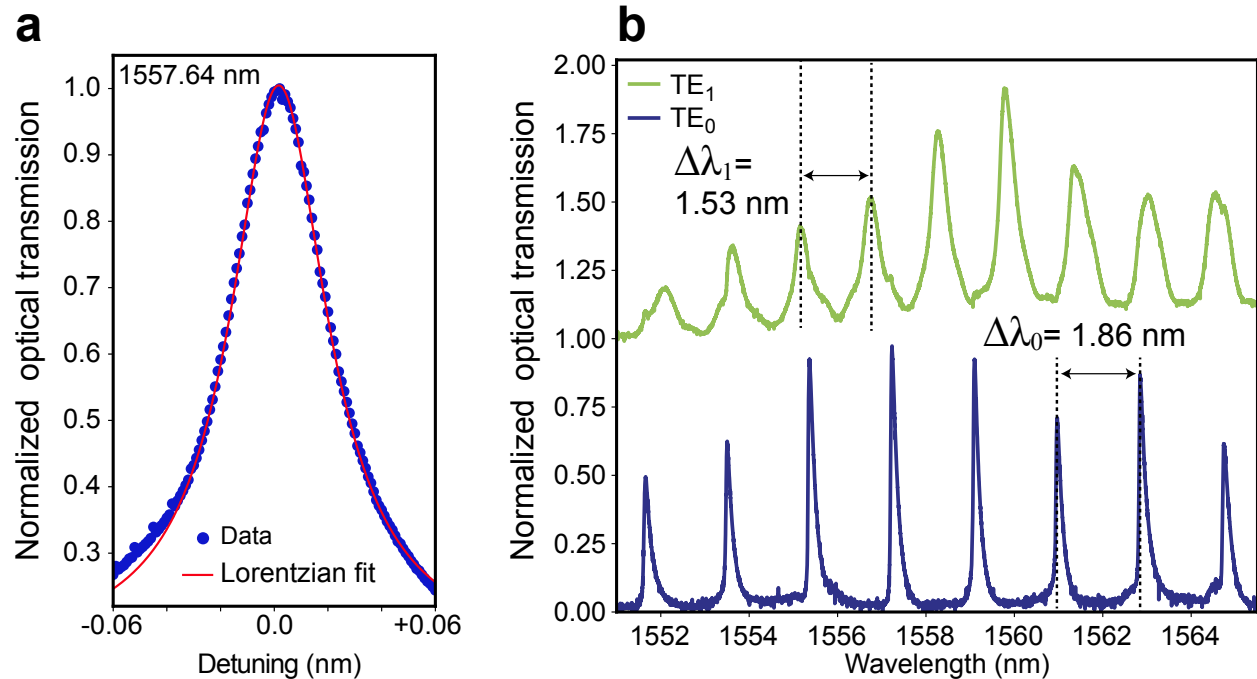 a
1557.64 nm
Normalized optical transmission
1.0
0.9
0.8
0.7
0.6
0.5
0.4
0.3
Data
Lorentzian fit
-0.06
0.0
+0.06
Detuning (nm)
b
Normalized optical transmission
2.00
1.75
1.50
1.25
1.00
0.75
0.50
0.25
0.00
TE₁
TE₀
Δλ₁=
1.53 nm
Δλ₀= 1.86 nm
1552
1554
1556
1558
1560
1562
1564
Wavelength (nm)